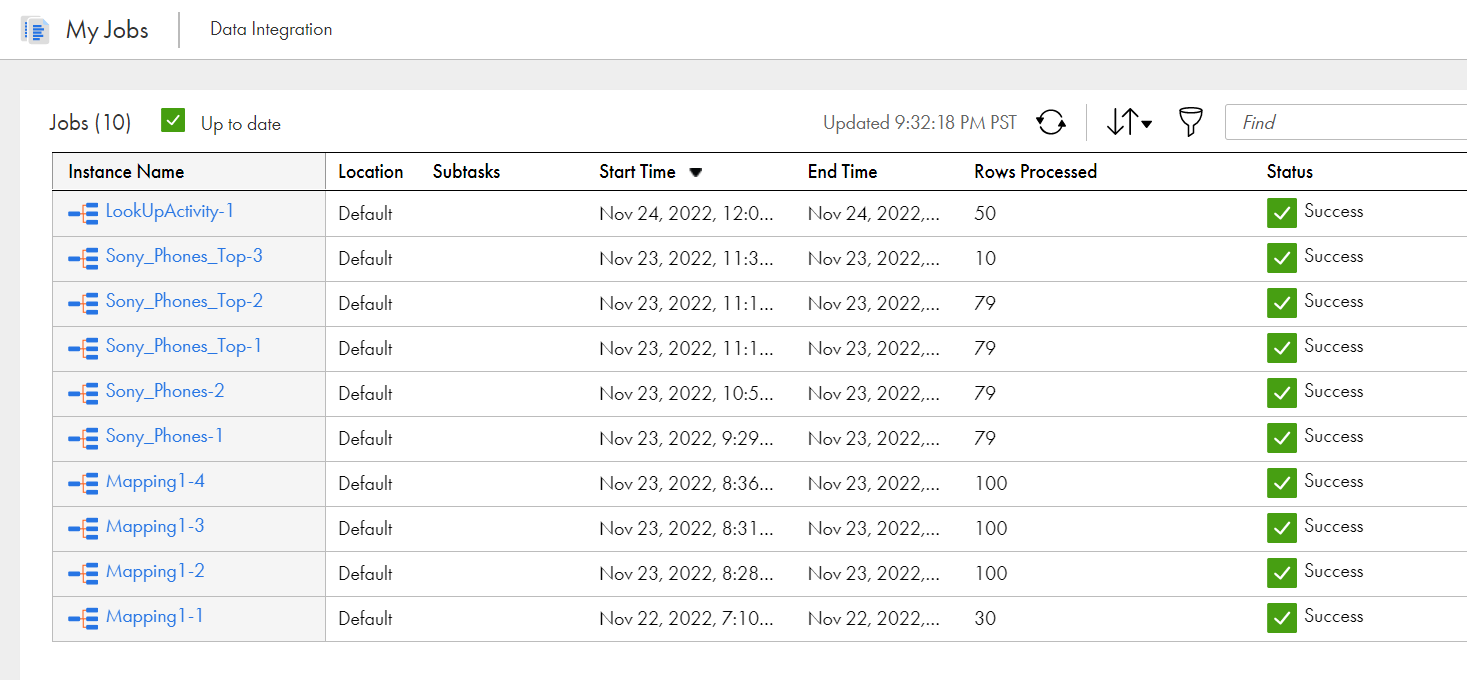 My Jobs Data Integration
Jobs (10) Up to date Updated 9:32:18 PM PST Find
Instance Name Location Subtasks Start Time End Time Rows Processed Status
LookUpActivity-1 Default Nov 24, 2022, 12:0... Nov 24, 2022,... 50 Success
Sony_Phones_Top-3 Default Nov 23, 2022, 11:3... Nov 23, 2022,... 10 Success
Sony_Phones_Top-2 Default Nov 23, 2022, 11:1... Nov 23, 2022,... 79 Success
Sony_Phones_Top-1 Default Nov 23, 2022, 11:1... Nov 23, 2022,... 79 Success
Sony_Phones-2 Default Nov 23, 2022, 10:5... Nov 23, 2022,... 79 Success
Sony_Phones-1 Default Nov 23, 2022, 9:29... Nov 23, 2022,... 79 Success
Mapping1-4 Default Nov 23, 2022, 8:36... Nov 23, 2022,... 100 Success
Mapping1-3 Default Nov 23, 2022, 8:31... Nov 23, 2022,... 100 Success
Mapping1-2 Default Nov 23, 2022, 8:28... Nov 23, 2022,... 100 Success
Mapping1-1 Default Nov 22, 2022, 7:10... Nov 22, 2022,... 30 Success